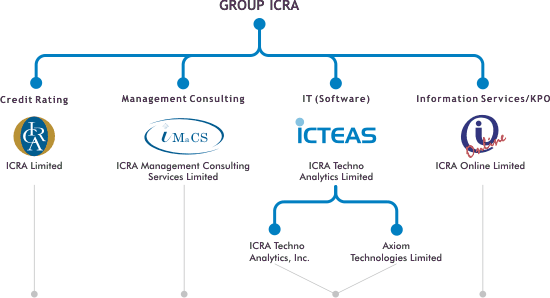 GROUP ICRA
Credit Rating
Management Consulting
IT (Software)
Information Services/KPO
ICRA
iMaCS
ICTEAS
i
Online
ICRA Limited
ICRA Management Consulting
Services Limited
ICRA Techno
Analytics Limited
ICRA Online Limited
ICRA Techno
Analytics, Inc.
Axiom
Technologies Limited